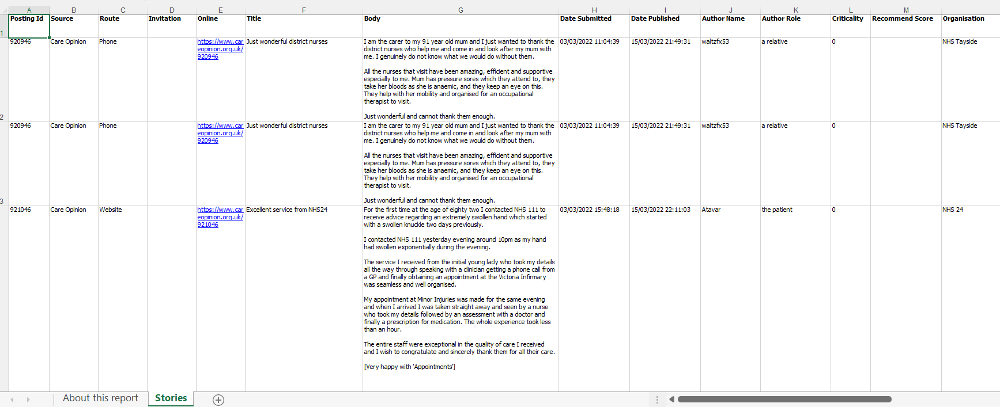 A B C D E F G H I J K L M
1 Posting Id Source Route Invitation Online Title Body Date Submitted Date Published Author Name Author Role Criticality Recommend Score Organisation
2 920946 Care Opinion Phone https://www.car Just wonderful district nurses I am the carer to my 91 year old mum and I just wanted to thank the 03/03/2022 11:04:39 15/03/2022 21:49:31 waltzfx53 a relative 0 NHS Tayside
eopinion.org.uk/ district nurses who help me and come in and look after my mum with
920946 me. I genuinely do not know what we would do without them.
All the nurses that visit have been amazing, efficient and supportive
especially to me. Mum has pressure sores which they attend to, they
take her bloods as she is anaemic, and they keep an eye on this.
They help with her mobility and organised for an occupational
therapist to visit.
Just wonderful and cannot thank them enough.
3 920946 Care Opinion Phone https://www.car Just wonderful district nurses I am the carer to my 91 year old mum and I just wanted to thank the 03/03/2022 11:04:39 15/03/2022 21:49:31 waltzfx53 a relative 0 NHS Tayside
eopinion.org.uk/ district nurses who help me and come in and look after my mum with
920946 me. I genuinely do not know what we would do without them.
All the nurses that visit have been amazing, efficient and supportive
especially to me. Mum has pressure sores which they attend to, they
take her bloods as she is anaemic, and they keep an eye on this.
They help with her mobility and organised for an occupational
therapist to visit.
Just wonderful and cannot thank them enough.
921046 Care Opinion Website https://www.car Excellent service from NHS24 For the first time at the age of eighty two I contacted NHS 111 to 03/03/2022 15:48:18 15/03/2022 22:11:03 Atavar the patient 0 NHS 24
eopinion.org.uk/ receive advice regarding an extremely swollen hand which started
921046 with a swollen knuckle two days previously.
I contacted NHS 111 yesterday evening around 10pm as my hand
had swollen exponentially during the evening.
The service I received from the initial young lady who took my details
all the way through speaking with a clinician getting a phone call from
a GP and finally obtaining an appointment at the Victoria Infirmary
was seamless and well organised.
My appointment at Minor Injuries was made for the same evening
and when I arrived I was taken straight away and seen by a nurse
who took my details followed by an assessment with a doctor and
finally a prescription for medication. The whole experience took less
than an hour.
The entire staff were exceptional in the quality of care I received
and I wish to congratulate and sincerely thank them for all their care.
[Very happy with 'Appointments']
About this report Stories